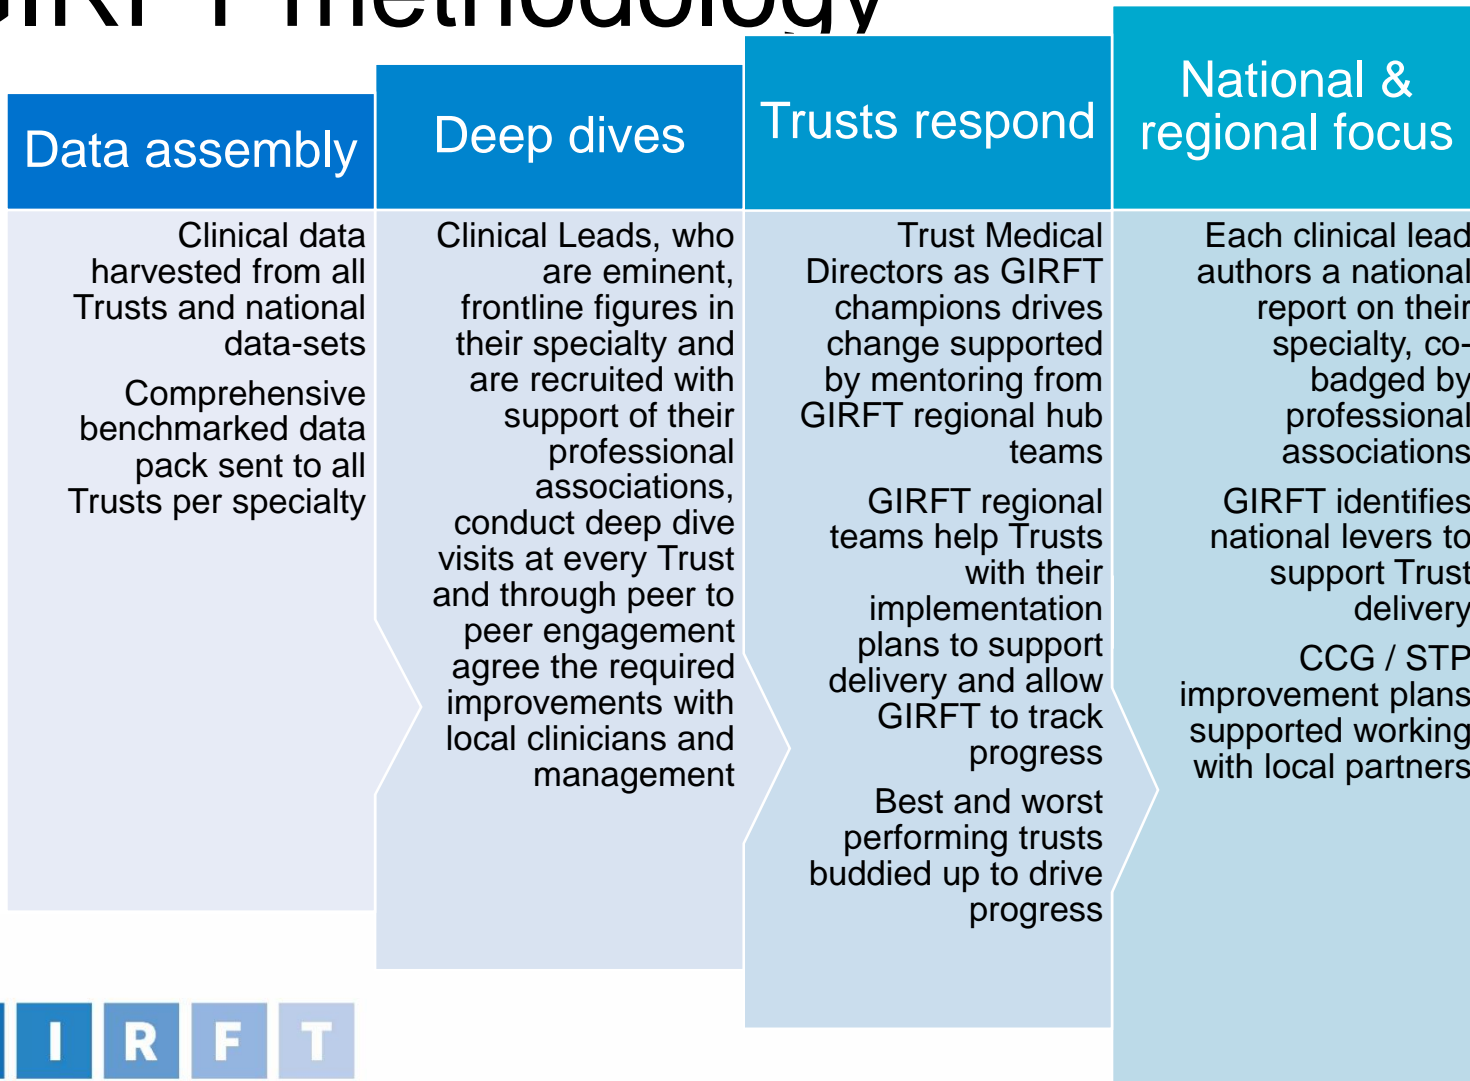 GIRFT methodology
Data assembly
Clinical data
harvested from all
Trusts and national
data-sets
Comprehensive
benchmarked data
pack sent to all
Trusts per specialty
Deep dives
Clinical Leads, who
are eminent,
frontline figures in
their specialty and
are recruited with
support of their
professional
associations,
conduct deep dive
visits at every Trust
and through peer to
peer engagement
agree the required
improvements with
local clinicians and
management
Trusts respond
Trust Medical
Directors as GIRFT
champions drives
change supported
by mentoring from
GIRFT regional hub
teams
GIRFT regional
teams help Trusts
with their
implementation
plans to support
delivery and allow
GIRFT to track
progress
Best and worst
performing trusts
buddied up to drive
progress
National &
regional focus
Each clinical lead
authors a national
report on their
specialty, co-
badged by
professional
associations
GIRFT identifies
national levers to
support Trust
delivery
CCG / STP
improvement plans
supported working
with local partners
I R F T